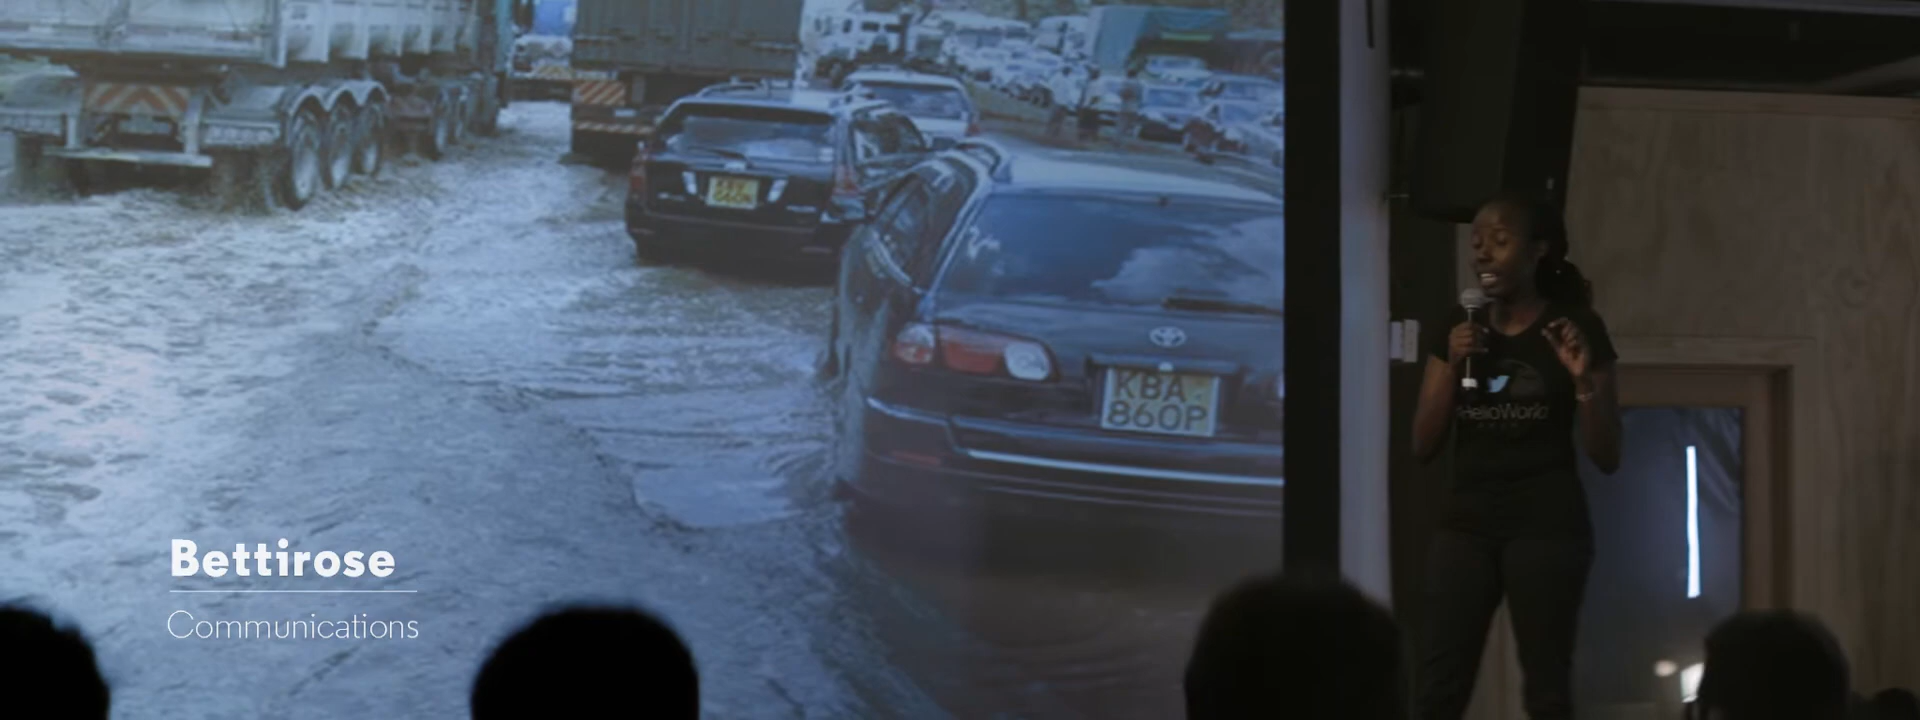 KBA
860P
#HelloWorld
Bettirose
Communications